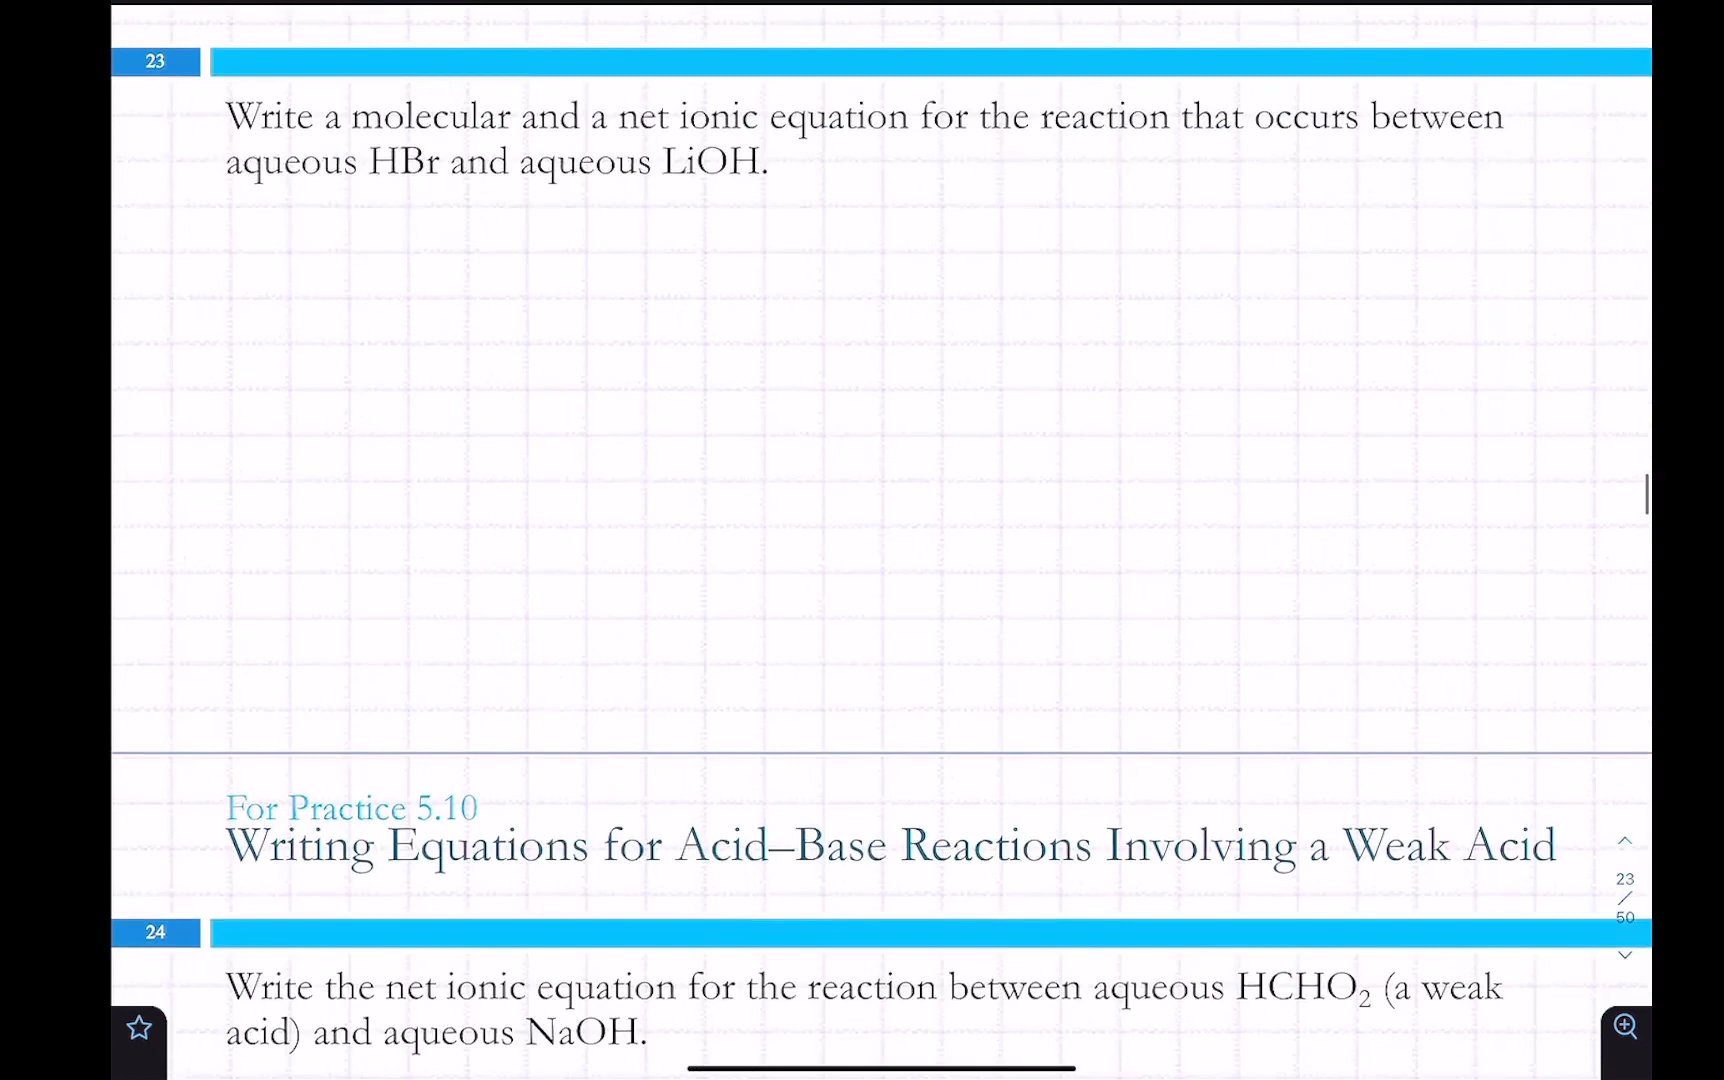 23
Write a molecular and a net ionic equation for the reaction that occurs between
aqueous HBr and aqueous LiOH.
For Practice 5.10
Writing Equations for Acid–Base Reactions Involving a Weak Acid
23
/
50
24
Write the net ionic equation for the reaction between aqueous HCHO₂ (a weak
acid) and aqueous NaOH.